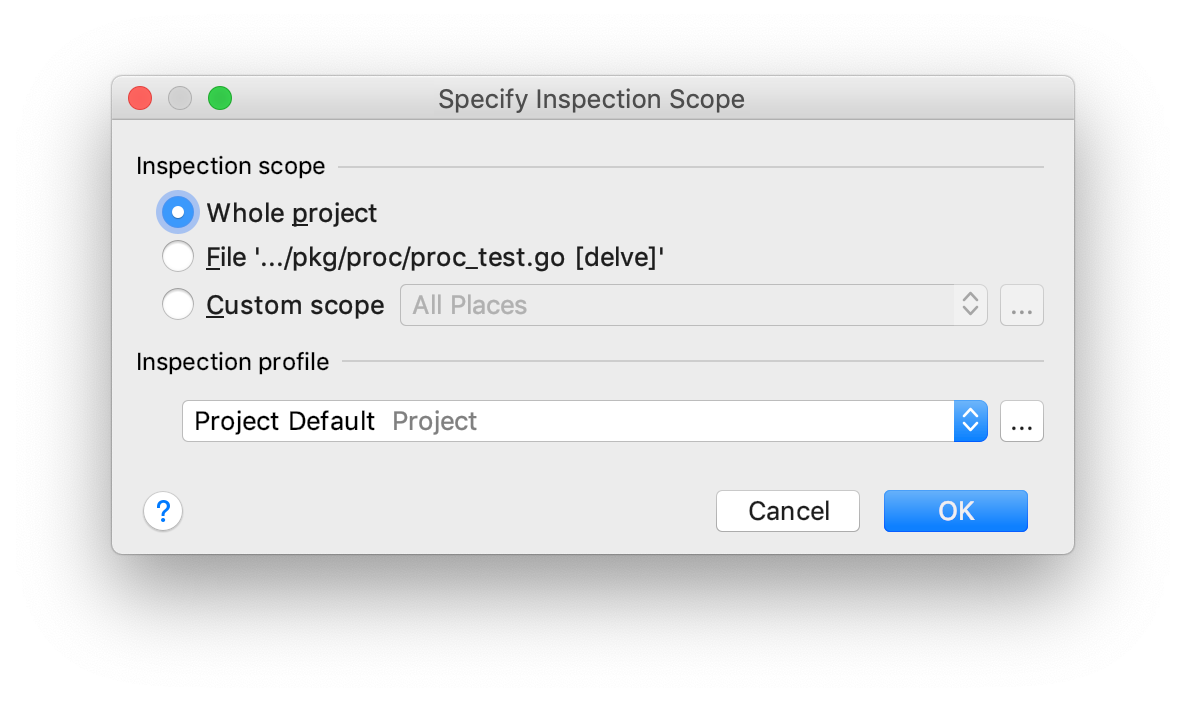 Specify Inspection Scope
Inspection scope
Whole project
File '.../pkg/proc/proc_test.go [delve]'
Custom scope All Places ...
Inspection profile
Project Default Project ...
? Cancel OK